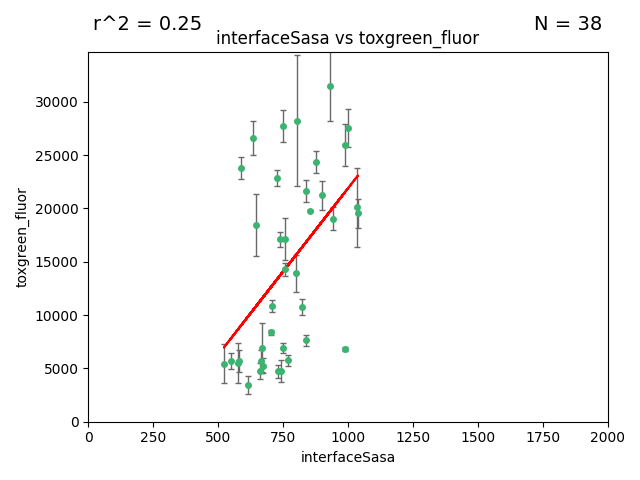 r^2 = 0.25
N = 38
interfaceSasa vs toxgreen_fluor
30000
25000
20000
15000
10000
5000
0
toxgreen_fluor
0 250 500 750 1000 1250 1500 1750 2000
interfaceSasa